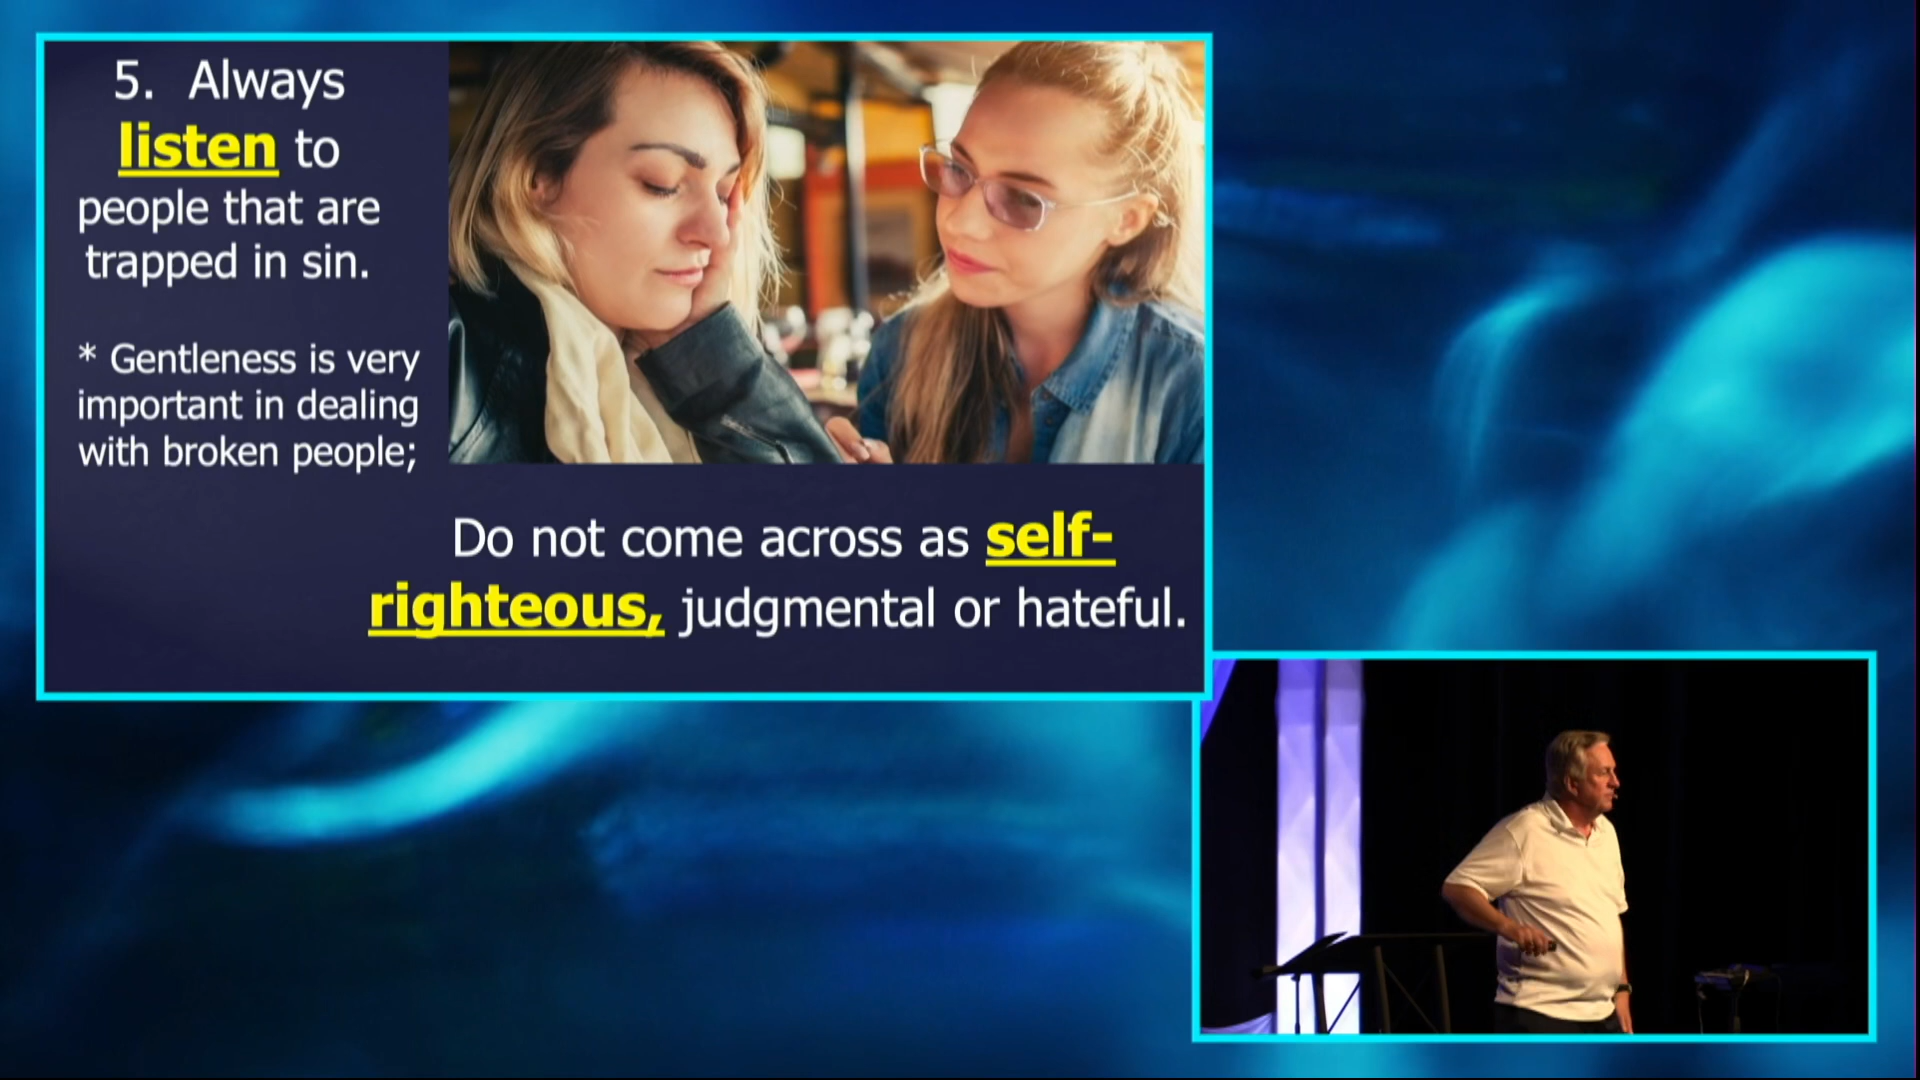 5. Always
listen to
people that are
trapped in sin.
* Gentleness is very
important in dealing
with broken people;
Do not come across as self-
righteous, judgmental or hateful.